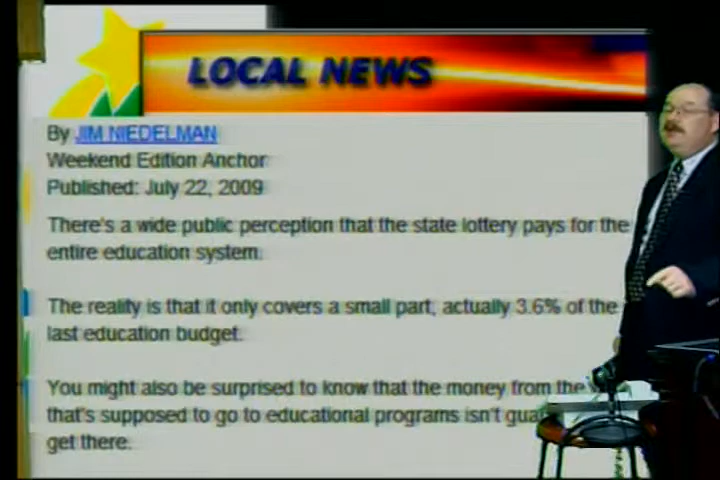 LOCAL NEWS
By JIM NIEDELMAN
Weekend Edition Anchor
Published: July 22, 2009
There's a wide public perception that the state lottery pays for the
entire education system.
The reality is that it only covers a small part, actually 3.6% of the
last education budget.
You might also be surprised to know that the money from the
that's supposed to go to educational programs isn't
get there.